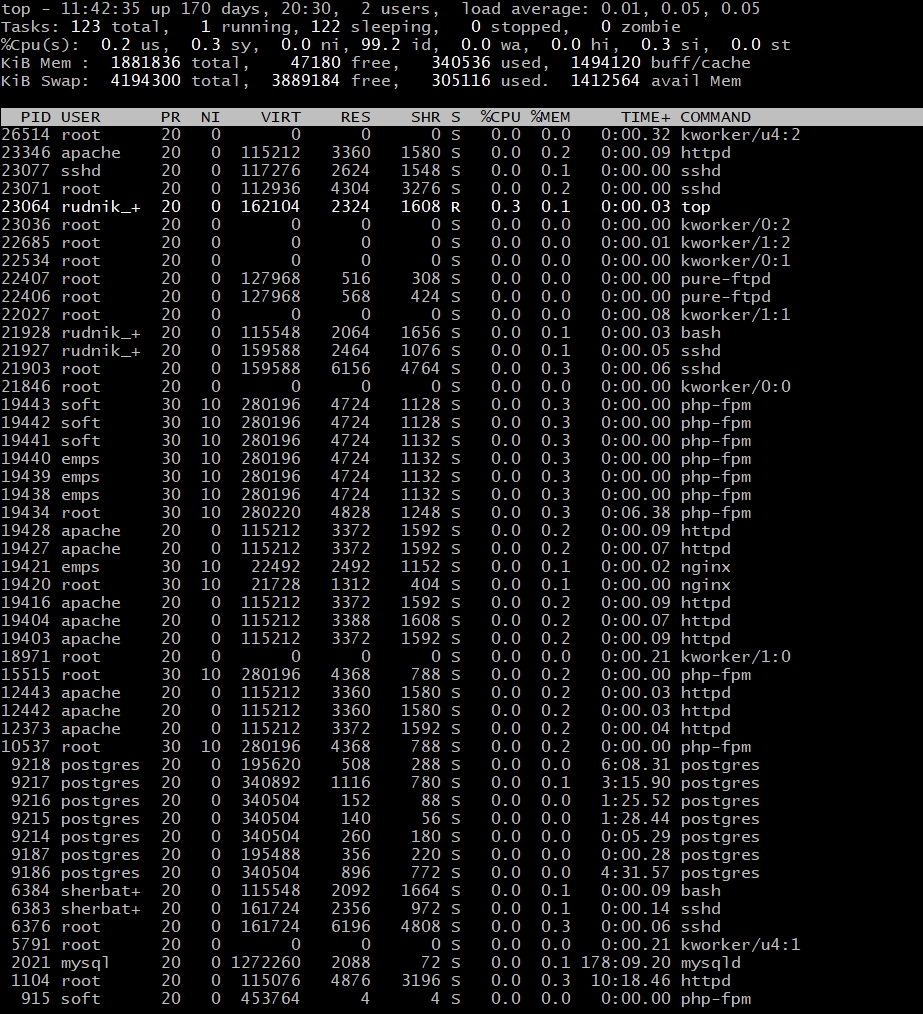 top - 11:42:35 up 170 days, 20:30,  2 users,  load average: 0.01, 0.05, 0.05
Tasks: 123 total,   1 running, 122 sleeping,   0 stopped,   0 zombie
%Cpu(s):  0.2 us,  0.3 sy,  0.0 ni, 99.2 id,  0.0 wa,  0.0 hi,  0.3 si,  0.0 st
KiB Mem :  1881836 total,    47180 free,   340536 used,  1494120 buff/cache
KiB Swap:  4194300 total,  3889184 free,   305116 used.  1412564 avail Mem
PID USER PR NI VIRT RES SHR S %CPU %MEM TIME+ COMMAND
26514 root 20 0 0 0 0 S 0.0 0.0 0:00.32 kworker/u4:2
23346 apache 20 0 115212 3360 1580 S 0.0 0.2 0:00.09 httpd
23077 sshd 20 0 117276 2624 1548 S 0.0 0.1 0:00.00 sshd
23071 root 20 0 112936 4304 3276 S 0.0 0.2 0:00.00 sshd
23064 rudnik_+ 20 0 162104 2324 1608 R 0.3 0.1 0:00.03 top
23036 root 20 0 0 0 0 S 0.0 0.0 0:00.00 kworker/0:2
22685 root 20 0 0 0 0 S 0.0 0.0 0:00.01 kworker/1:2
22534 root 20 0 0 0 0 S 0.0 0.0 0:00.00 kworker/0:1
22407 root 20 0 127968 516 308 S 0.0 0.0 0:00.00 pure-ftpd
22406 root 20 0 127968 568 424 S 0.0 0.0 0:00.00 pure-ftpd
22027 root 20 0 0 0 0 S 0.0 0.0 0:00.08 kworker/1:1
21928 rudnik_+ 20 0 115548 2064 1656 S 0.0 0.1 0:00.03 bash
21927 rudnik_+ 20 0 159588 2464 1076 S 0.0 0.1 0:00.05 sshd
21903 root 20 0 159588 6156 4764 S 0.0 0.3 0:00.06 sshd
21846 root 20 0 0 0 0 S 0.0 0.0 0:00.00 kworker/0:0
19443 soft 30 10 280196 4724 1128 S 0.0 0.3 0:00.00 php-fpm
19442 soft 30 10 280196 4724 1128 S 0.0 0.3 0:00.00 php-fpm
19441 soft 30 10 280196 4724 1132 S 0.0 0.3 0:00.00 php-fpm
19440 emps 30 10 280196 4724 1132 S 0.0 0.3 0:00.00 php-fpm
19439 emps 30 10 280196 4724 1132 S 0.0 0.3 0:00.00 php-fpm
19438 emps 30 10 280196 4724 1132 S 0.0 0.3 0:00.00 php-fpm
19434 root 30 10 280220 4828 1248 S 0.0 0.3 0:06.38 php-fpm
19428 apache 20 0 115212 3372 1592 S 0.0 0.2 0:00.09 httpd
19427 apache 20 0 115212 3372 1592 S 0.0 0.2 0:00.07 httpd
19421 emps 30 10 22492 2492 1152 S 0.0 0.1 0:00.02 nginx
19420 root 30 10 21728 1312 404 S 0.0 0.1 0:00.00 nginx
19416 apache 20 0 115212 3372 1592 S 0.0 0.2 0:00.09 httpd
19404 apache 20 0 115212 3388 1608 S 0.0 0.2 0:00.07 httpd
19403 apache 20 0 115212 3372 1592 S 0.0 0.2 0:00.09 httpd
18971 root 20 0 0 0 0 S 0.0 0.0 0:00.21 kworker/1:0
15515 root 30 10 280196 4368 788 S 0.0 0.2 0:00.00 php-fpm
12443 apache 20 0 115212 3360 1580 S 0.0 0.2 0:00.03 httpd
12442 apache 20 0 115212 3360 1580 S 0.0 0.2 0:00.03 httpd
12373 apache 20 0 115212 3372 1592 S 0.0 0.2 0:00.04 httpd
10537 root 30 10 280196 4368 788 S 0.0 0.2 0:00.00 php-fpm
9218 postgres 20 0 195620 508 288 S 0.0 0.0 6:08.31 postgres
9217 postgres 20 0 340892 1116 780 S 0.0 0.1 3:15.90 postgres
9216 postgres 20 0 340504 152 88 S 0.0 0.0 1:25.52 postgres
9215 postgres 20 0 340504 140 56 S 0.0 0.0 1:28.44 postgres
9214 postgres 20 0 340504 260 180 S 0.0 0.0 0:05.29 postgres
9187 postgres 20 0 195488 356 220 S 0.0 0.0 0:00.28 postgres
9186 postgres 20 0 340504 896 772 S 0.0 0.0 4:31.57 postgres
6384 sherbat+ 20 0 115548 2092 1664 S 0.0 0.1 0:00.09 bash
6383 sherbat+ 20 0 161724 2356 972 S 0.0 0.1 0:00.14 sshd
6376 root 20 0 161724 6196 4808 S 0.0 0.3 0:00.06 sshd
5791 root 20 0 0 0 0 S 0.0 0.0 0:00.21 kworker/u4:1
2021 mysql 20 0 1272260 2088 72 S 0.0 0.1 178:09.20 mysqld
1104 root 20 0 115076 4876 3196 S 0.0 0.3 10:18.46 httpd
915 soft 20 0 453764 4 4 S 0.0 0.0 0:00.00 php-fpm